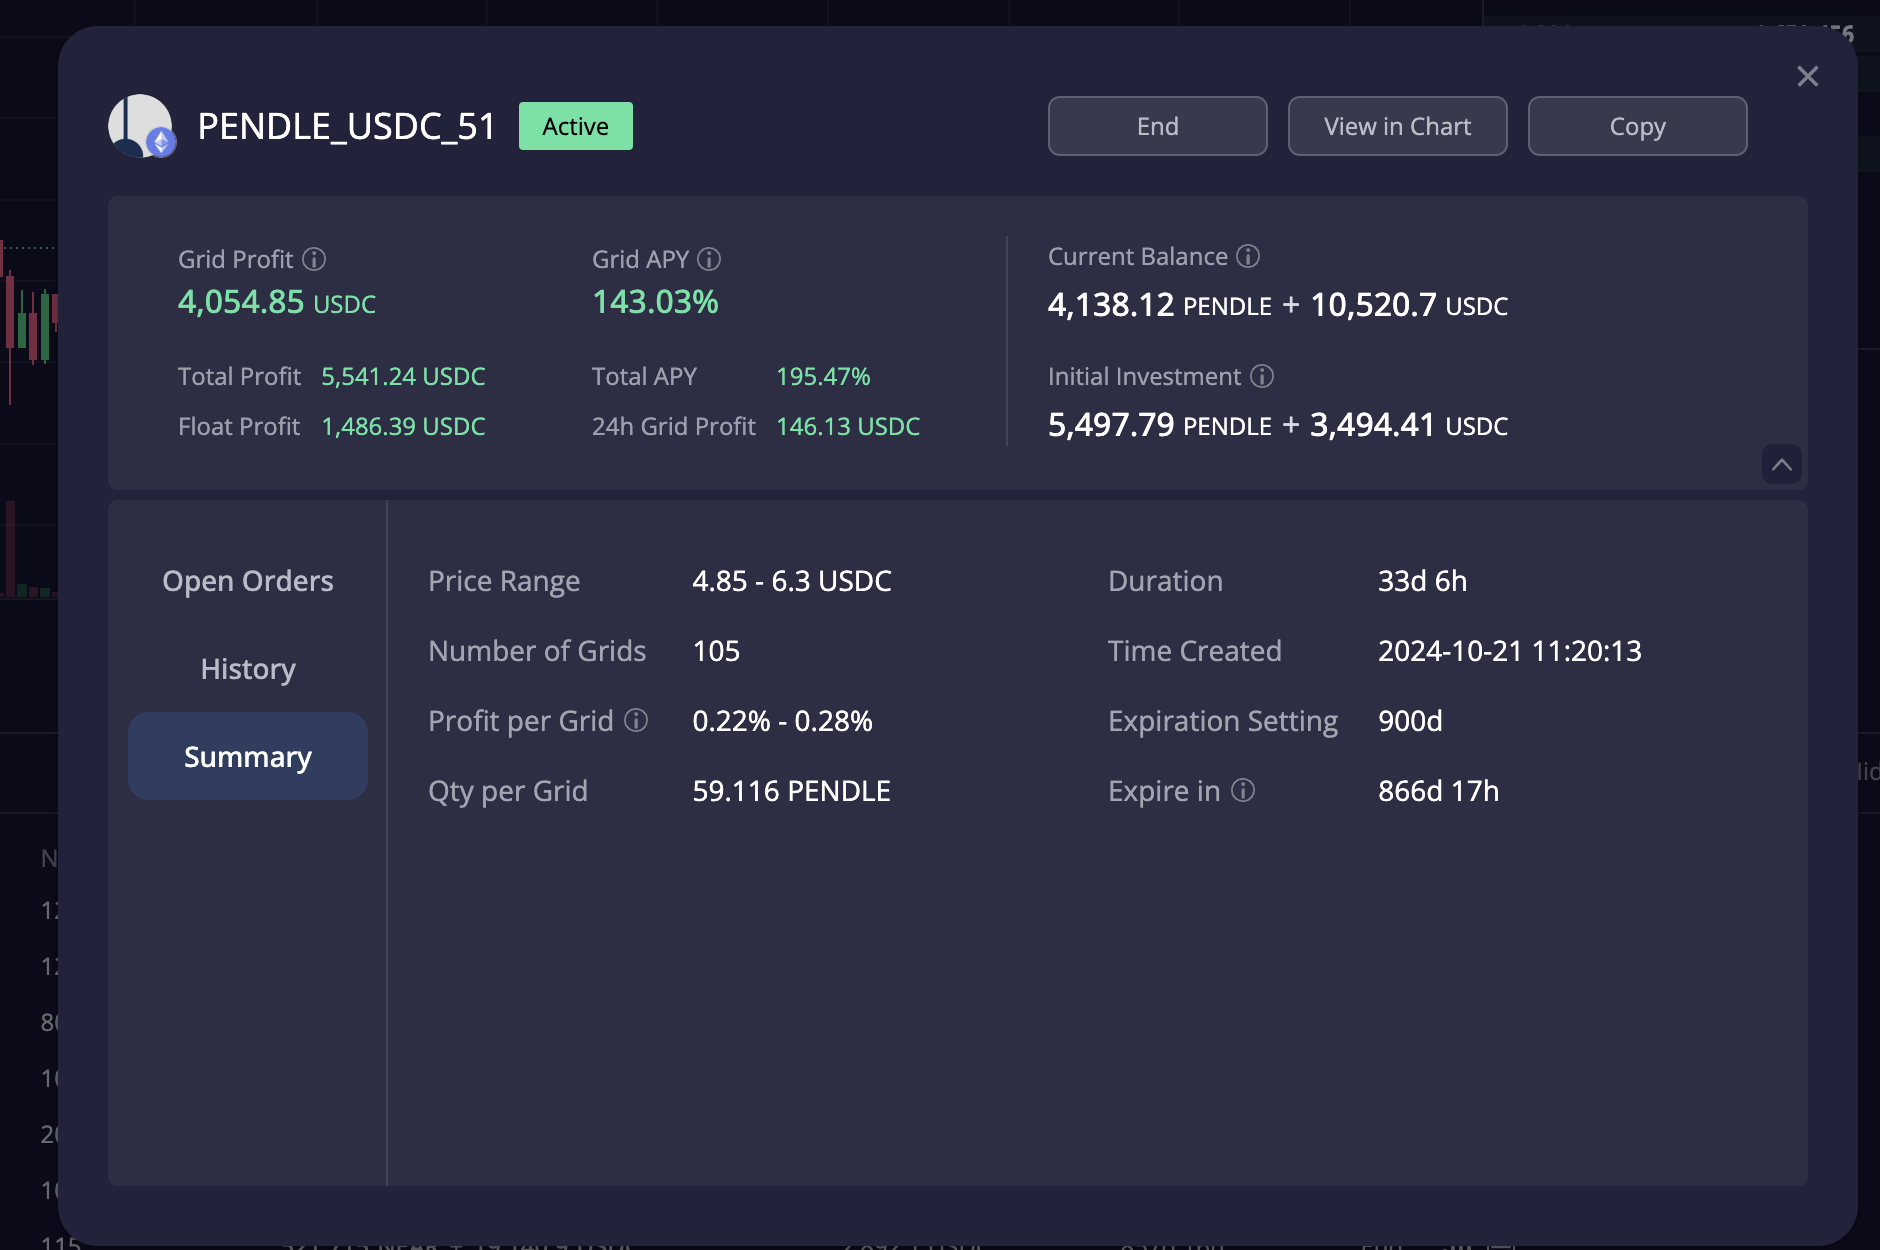 PENDLE_USDC_51 Active End View in Chart Copy
Grid Profit Grid APY Current Balance
4,054.85 USDC 143.03% 4,138.12 PENDLE + 10,520.7 USDC
Total Profit 5,541.24 USDC Total APY 195.47% Initial Investment
Float Profit 1,486.39 USDC 24h Grid Profit 146.13 USDC 5,497.79 PENDLE + 3,494.41 USDC
Open Orders
History
Summary
Price Range 4.85 - 6.3 USDC Duration 33d 6h
Number of Grids 105 Time Created 2024-10-21 11:20:13
Profit per Grid 0.22% - 0.28% Expiration Setting 900d
Qty per Grid 59.116 PENDLE Expire in 866d 17h